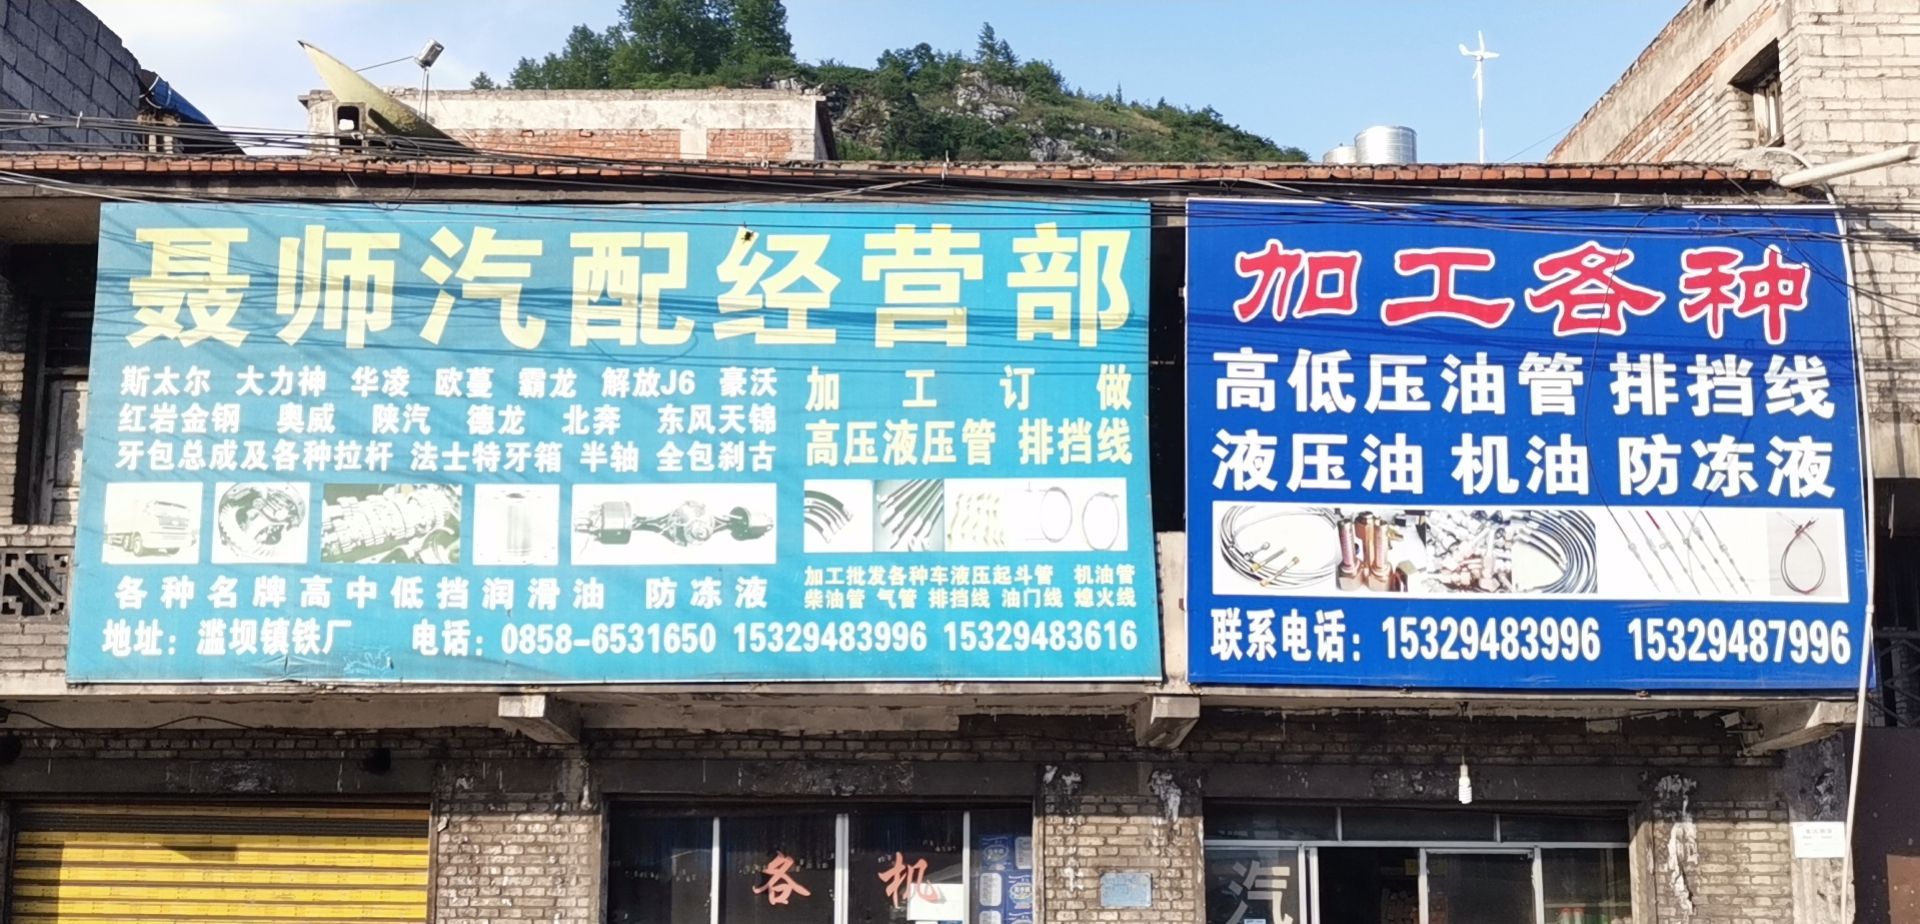 聂师汽配经营部
斯太尔 大力神 华凌 欧蔓 霸龙 解放J6 豪沃
红岩金钢 奥威 陕汽 德龙 北奔 东风天锦
牙包总成及各种拉杆 法士特牙箱 半轴 全包刹古
加工订做
高压液压管 排挡线
加工批发各种车液压起斗管 机油管
柴油管 气管 排挡线 油门线 熄火线
各种名牌高中低挡润滑油 防冻液
地址：滥坝镇铁厂 电话：0858-6531650 15329483996 15329483616
加工各种
高低压油管 排挡线
液压油 机油 防冻液
联系电话：15329483996 15329487996
各 机
汽